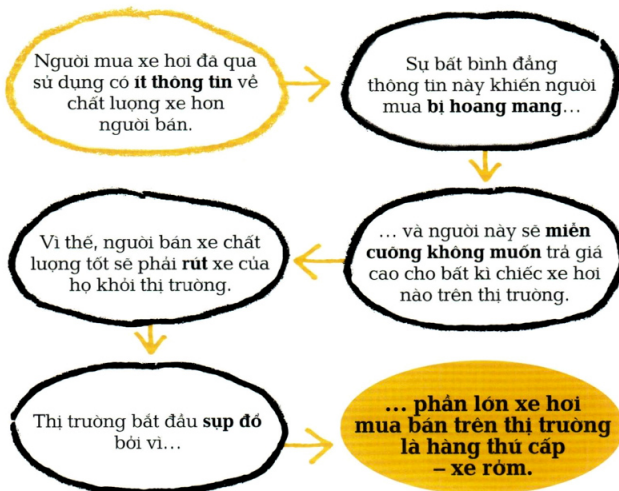 Người mua xe hơi đã qua
sử dụng có ít thông tin về
chất lượng xe hơn
người bán.
Sự bất bình đẳng
thông tin này khiến người
mua bị hoang mang...
... và người này sẽ miễn
cưỡng không muốn trả giá
cao cho bất kì chiếc xe hơi
nào trên thị trường.
Vì thế, người bán xe chất
lượng tốt sẽ phải rút xe của
họ khỏi thị trường.
Thị trường bắt đầu sụp đổ
bởi vì...
... phần lớn xe hơi
mua bán trên thị trường
là hàng thứ cấp
– xe rởm.